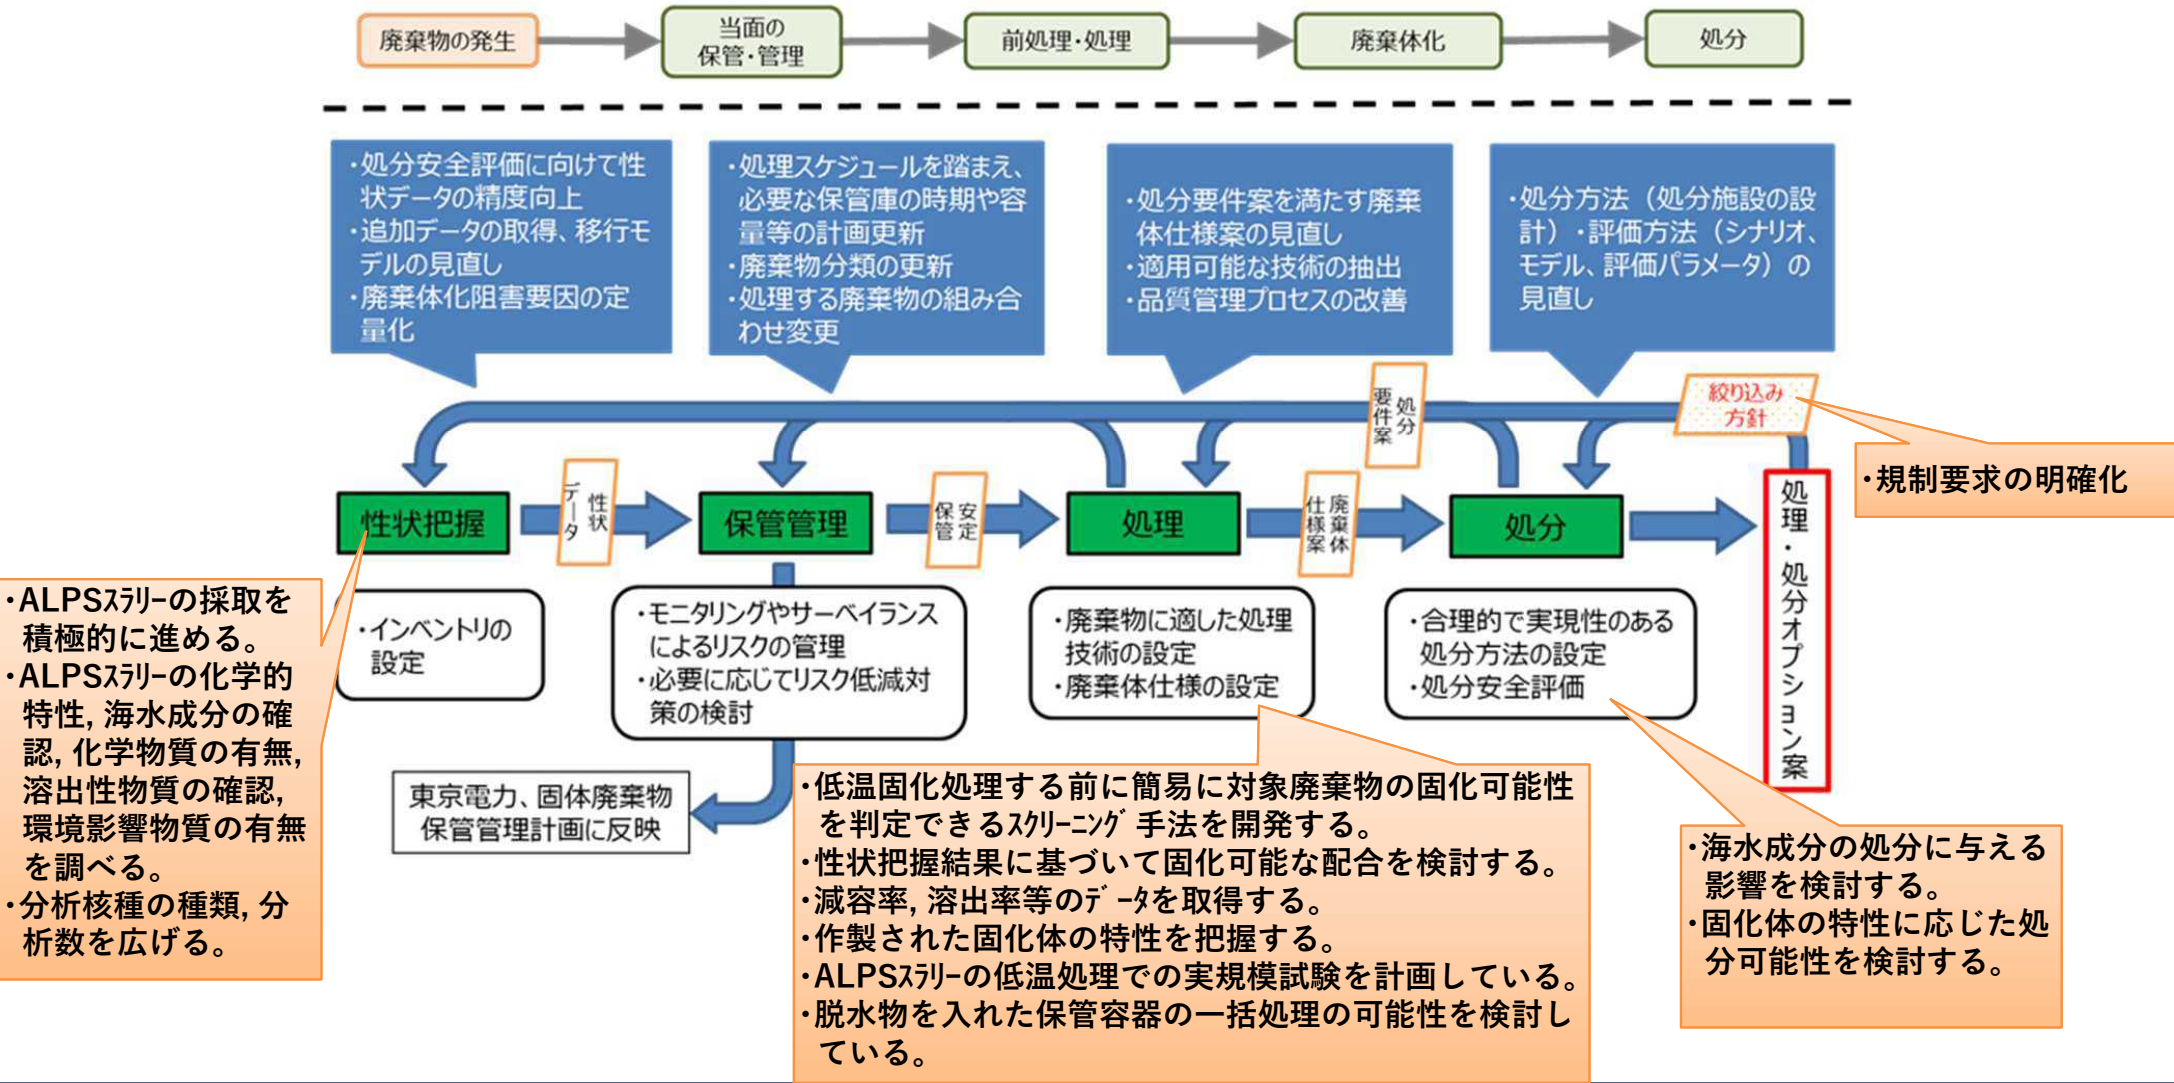 廃棄物の発生
当面の
保管・管理
前処理・処理
廃棄体化
処分
・処分安全評価に向けて性
状データの精度向上
・追加データの取得、移行モ
デルの見直し
・廃棄体化阻害要因の定
量化
・処理スケジュールを踏まえ、
必要な保管庫の時期や容
量等の計画更新
・廃棄物分類の更新
・処理する廃棄物の組み合
わせ変更
・処分要件案を満たす廃棄
体仕様案の見直し
・適用可能な技術の抽出
・品質管理プロセスの改善
・処分方法（処分施設の設
計）・評価方法（シナリオ、
モデル、評価パラメータ）の
見直し
処分
要件案
絞り込み
方針
・規制要求の明確化
性状把握
性状
データ
保管管理
安定
保管
処理
廃棄体
仕様案
処分
処理・処分オプション案
・ALPSｽﾗﾘｰの採取を
積極的に進める。
・ALPSｽﾗﾘｰの化学的
特性, 海水成分の確
認, 化学物質の有無,
溶出性物質の確認,
環境影響物質の有無
を調べる。
・分析核種の種類, 分
析数を広げる。
・インベントリの
設定
・モニタリングやサーベイランス
によるリスクの管理
・必要に応じてリスク低減対
策の検討
・廃棄物に適した処理
技術の設定
・廃棄体仕様の設定
・合理的で実現性のある
処分方法の設定
・処分安全評価
東京電力、固体廃棄物
保管管理計画に反映
・低温固化処理する前に簡易に対象廃棄物の固化可能性
を判定できるｽｸﾘｰﾆﾝｸﾞ手法を開発する。
・性状把握結果に基づいて固化可能な配合を検討する。
・減容率, 溶出率等のﾃﾞｰﾀを取得する。
・作製された固化体の特性を把握する。
・ALPSｽﾗﾘｰの低温処理での実規模試験を計画している。
・脱水物を入れた保管容器の一括処理の可能性を検討し
ている。
・海水成分の処分に与える
影響を検討する。
・固化体の特性に応じた処
分可能性を検討する。